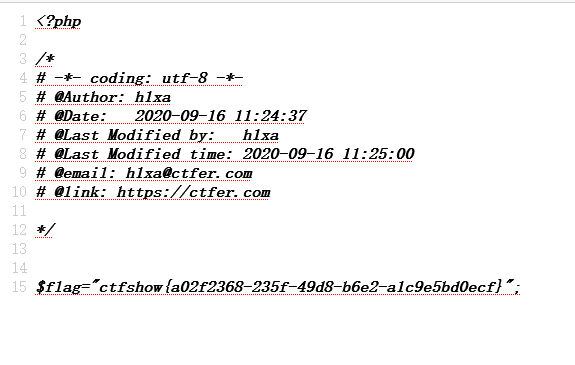 1 <?php
2
3 /*
4 # -*- coding: utf-8 -*-
5 # @Author: h1xa
6 # @Date:   2020-09-16 11:24:37
7 # @Last Modified by:   h1xa
8 # @Last Modified time: 2020-09-16 11:25:00
9 # @email: h1xa@ctfer.com
10 # @link: https://ctfer.com
11
12 */
13
14
15 $flag="ctfshow{a02f2368-235f-49d8-b6e2-a1c9e5bd0ecf}";